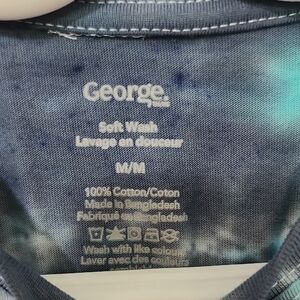 George.
Soft Wash
Lavage en douceur
M/M
100% Cotton/Coton
Made in Bangladesh
Fabriqué au Bangladesh
Wash with like colours
Laver avec des couleurs